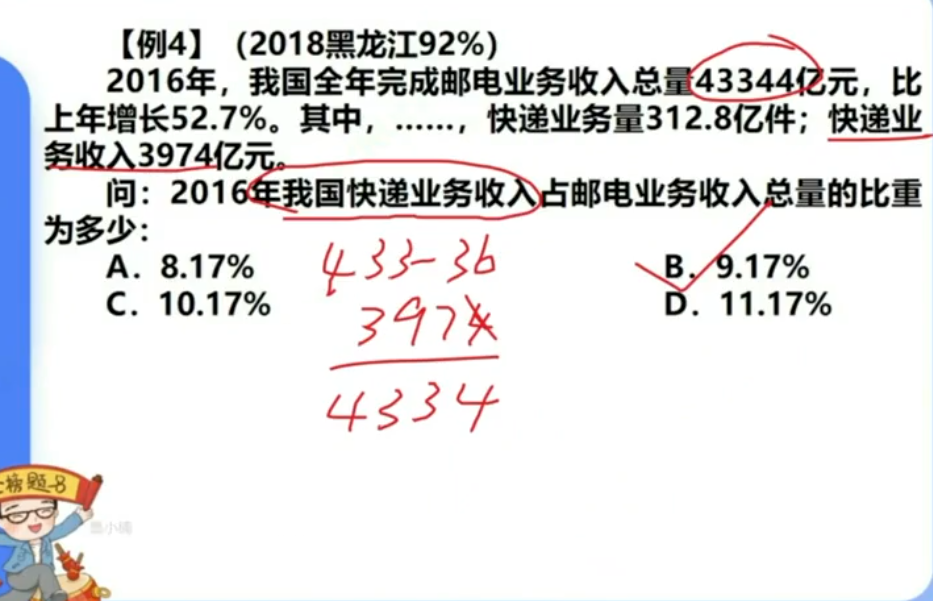 【例4】（2018黑龙江92%）
2016年，我国全年完成邮电业务收入总量43344亿元，比
上年增长52.7%。其中，……，快递业务量312.8亿件；快递业
务收入3974亿元。
问：2016年我国快递业务收入占邮电业务收入总量的比重
为多少：
A. 8.17%
B. 9.17%
C. 10.17%
D. 11.17%
433-36
397
4334
榜题-8